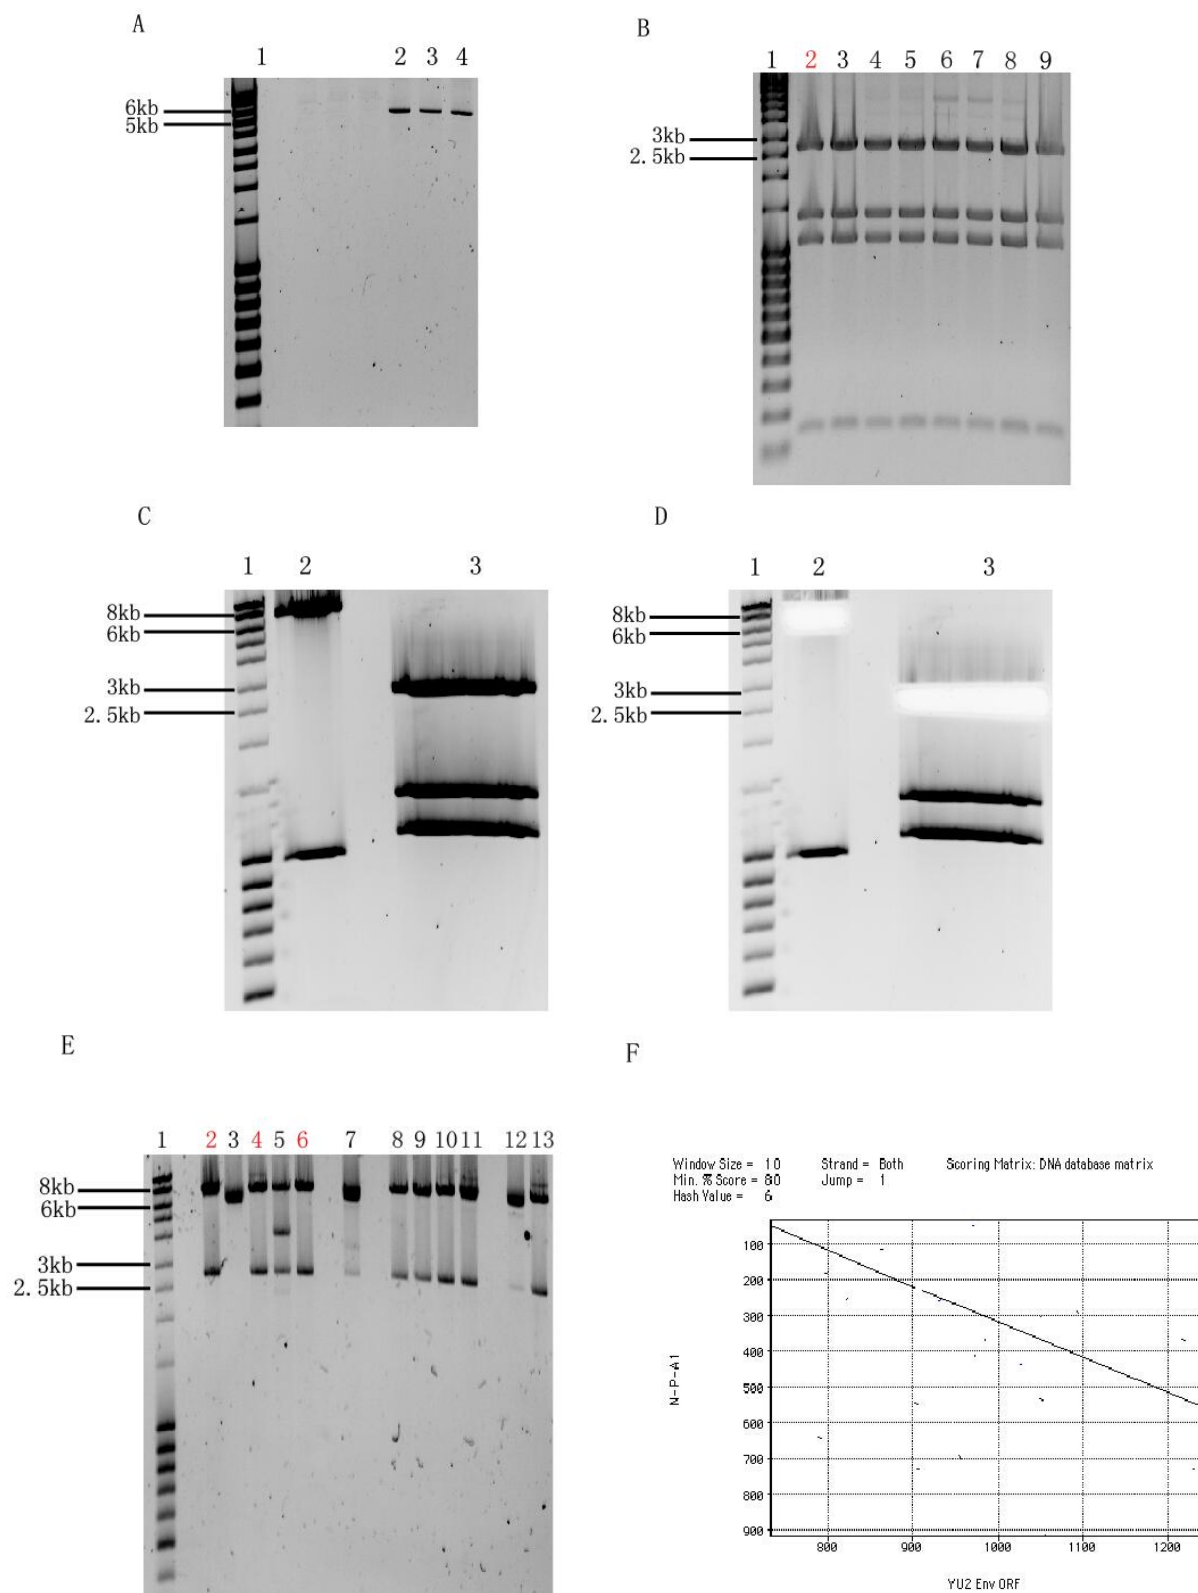 A
1 2 3 4
6kb
5kb
B
1 2 3 4 5 6 7 8 9
3kb
2.5kb
C
1 2 3
8kb
6kb
3kb
2.5kb
D
1 2 3
8kb
6kb
3kb
2.5kb
E
1 2 3 4 5 6 7 8 9 10 11 12 13
8kb
6kb
3kb
2.5kb
F
Window Size = 10 Strand = Both Scoring Matrix: DNA database matrix
Min. % Score = 80 Jump = 1
Hash Value = 6
100
200
300
400
500
600
700
800
900
N-P-A1
800 900 1000 1100 1200
YU2 Env ORF